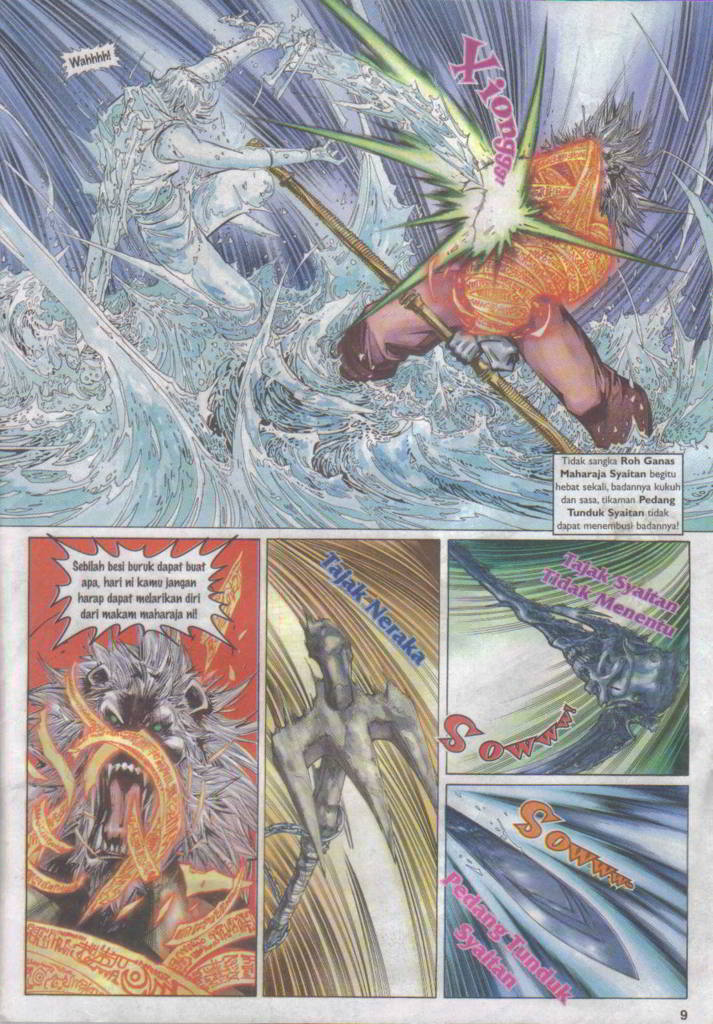 Wahhhh!
Xionggg!
Tidak sangka Roh Ganas
Maharaja Syaitan begitu
hebat sekali, badannya kukuh
dan sasa, tikaman Pedang
Tunduk Syaitan tidak
dapat menembusi badannya!
Sebilah besi buruk dapat buat
apa, hari ni kamu jangan
harap dapat melarikan diri
dari makam maharaja ni!
Tajak Neraka
Tajak Syaitan
Tidak Menentu
Sowwww!
Sowwww
Pedang Tunduk
Syaitan
9